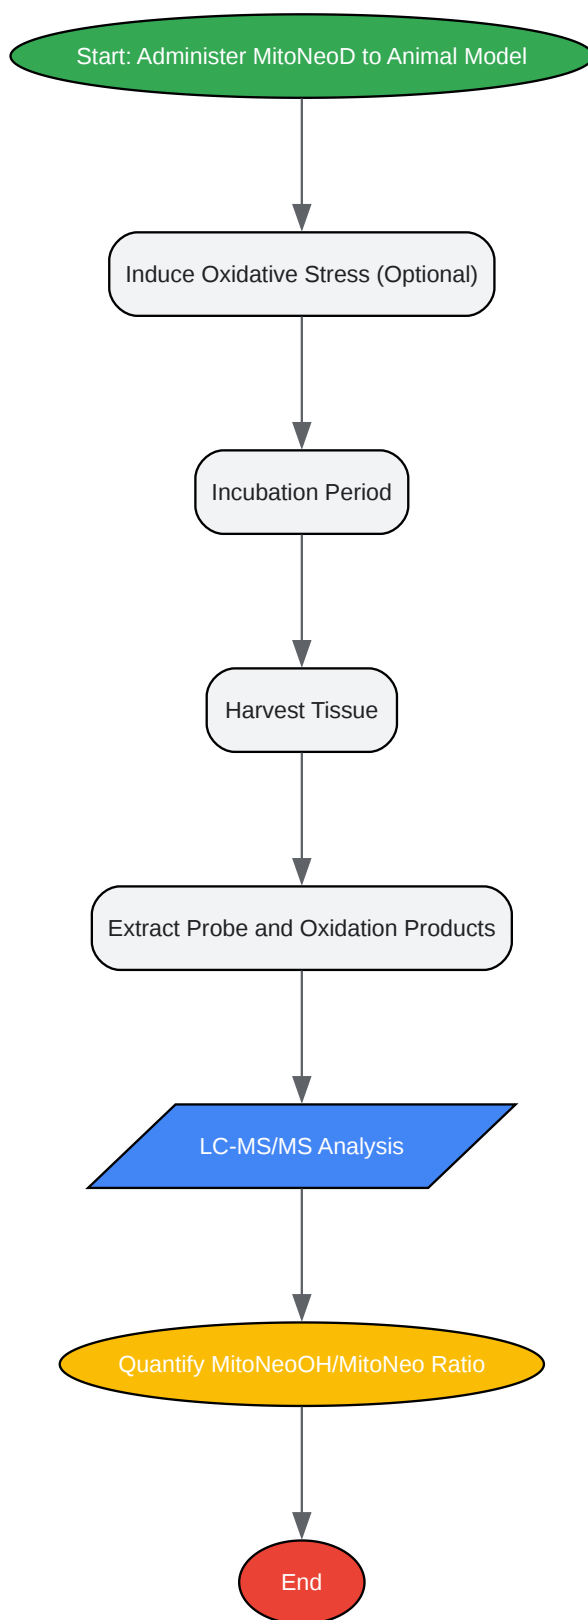 Start: Administer MitoNeoD to Animal Model
Induce Oxidative Stress (Optional)
Incubation Period
Harvest Tissue
Extract Probe and Oxidation Products
LC-MS/MS Analysis
Quantify MitoNeoOH/MitoNeo Ratio
End